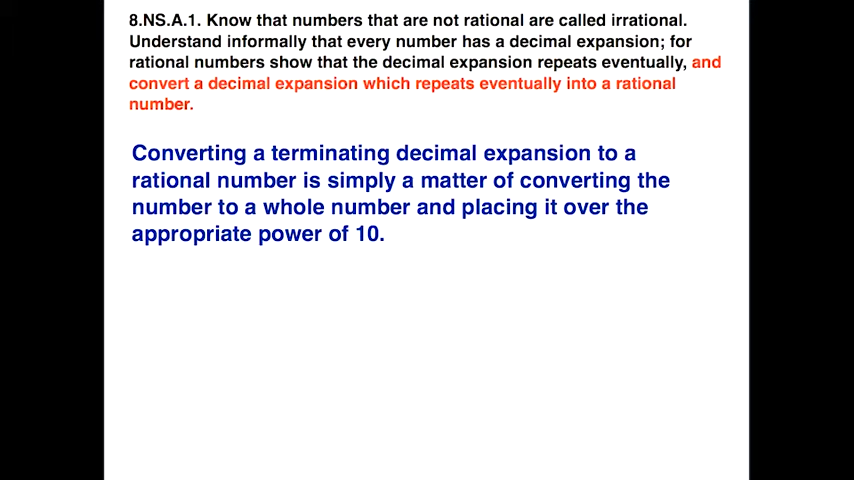 8.NS.A.1. Know that numbers that are not rational are called irrational.
Understand informally that every number has a decimal expansion; for
rational numbers show that the decimal expansion repeats eventually, and
convert a decimal expansion which repeats eventually into a rational
number.
Converting a terminating decimal expansion to a
rational number is simply a matter of converting the
number to a whole number and placing it over the
appropriate power of 10.